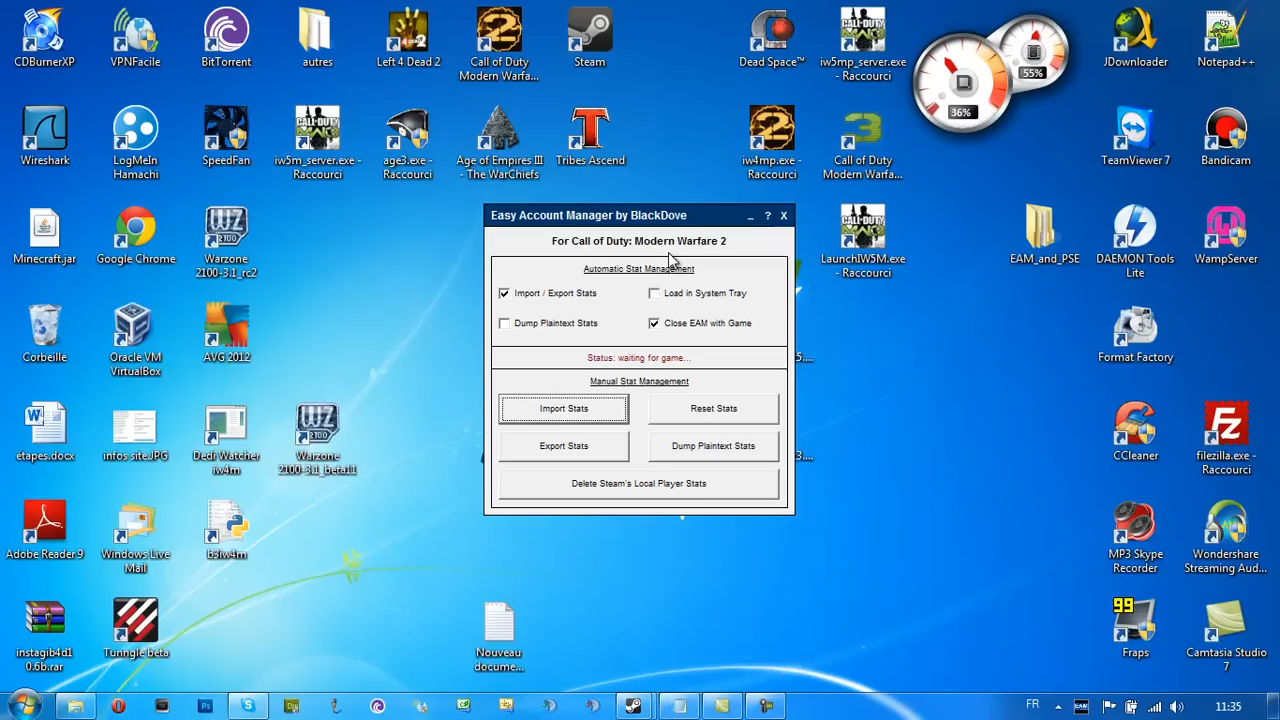 CDBurnerXP
VPNFacile
BitTorrent
autres
Left 4 Dead 2
Call of Duty
Modern Warfa...
Steam
Dead Space™
iw5mp_server.exe
- Raccourci
36%
55%
JDownloader
Notepad++
Wireshark
LogMeIn
Hamachi
SpeedFan
iw5m_server.exe -
Raccourci
age3.exe -
Raccourci
Age of Empires III
- The WarChiefs
Tribes Ascend
iw4mp.exe -
Raccourci
Call of Duty
Modern Warfa...
TeamViewer 7
Bandicam
Minecraft.jar
Google Chrome
Warzone
2100-3.1_rc2
LaunchIW5M.exe
- Raccourci
EAM_and_PSE
DAEMON Tools
Lite
WampServer
Easy Account Manager by BlackDove
_ ? X
For Call of Duty: Modern Warfare 2
Automatic Stat Management
Import / Export Stats
Load in System Tray
Dump Plaintext Stats
Close EAM with Game
Status: waiting for game...
Manual Stat Management
Import Stats
Reset Stats
Export Stats
Dump Plaintext Stats
Delete Steam's Local Player Stats
Corbeille
Oracle VM
VirtualBox
AVG 2012
Format Factory
étapes.docx
infos site.JPG
Dedi Watcher
iw4m
Warzone
2100-3.1_beta11
CCleaner
filezilla.exe -
Raccourci
Adobe Reader 9
Windows Live
Mail
b3iw4m
MP3 Skype
Recorder
Wondershare
Streaming Aud...
instagib4d1
0.6b.rar
Tunngle beta
Nouveau
docume...
99
Fraps
Camtasia Studio
7
FR
EAM
11:35